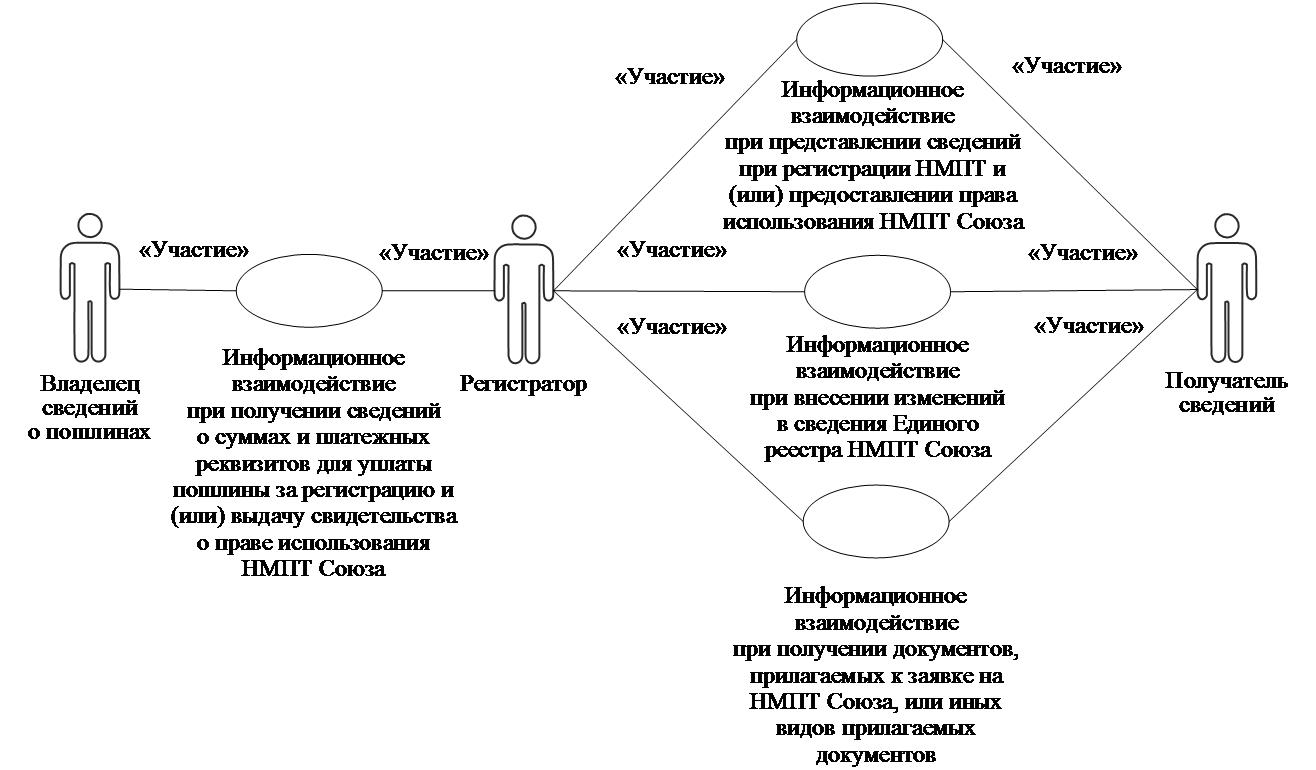 «Участие»
«Участие»
Информационное
взаимодействие
при представлении сведений
при регистрации НМПТ и
(или) предоставлении права
использования НМПТ Союза
«Участие»
«Участие»
«Участие»
«Участие»
Информационное
взаимодействие
при внесении изменений
в сведения Единого
реестра НМПТ Союза
«Участие»
«Участие»
Владелец
сведений
о пошлинах
Информационное
взаимодействие
при получении сведений
о суммах и платежных
реквизитов для уплаты
пошлины за регистрацию и
(или) выдачу свидетельства
о праве использования
НМПТ Союза
Регистратор
Получатель
сведений
Информационное
взаимодействие
при получении документов,
прилагаемых к заявке на
НМПТ Союза, или иных
видов прилагаемых
документов